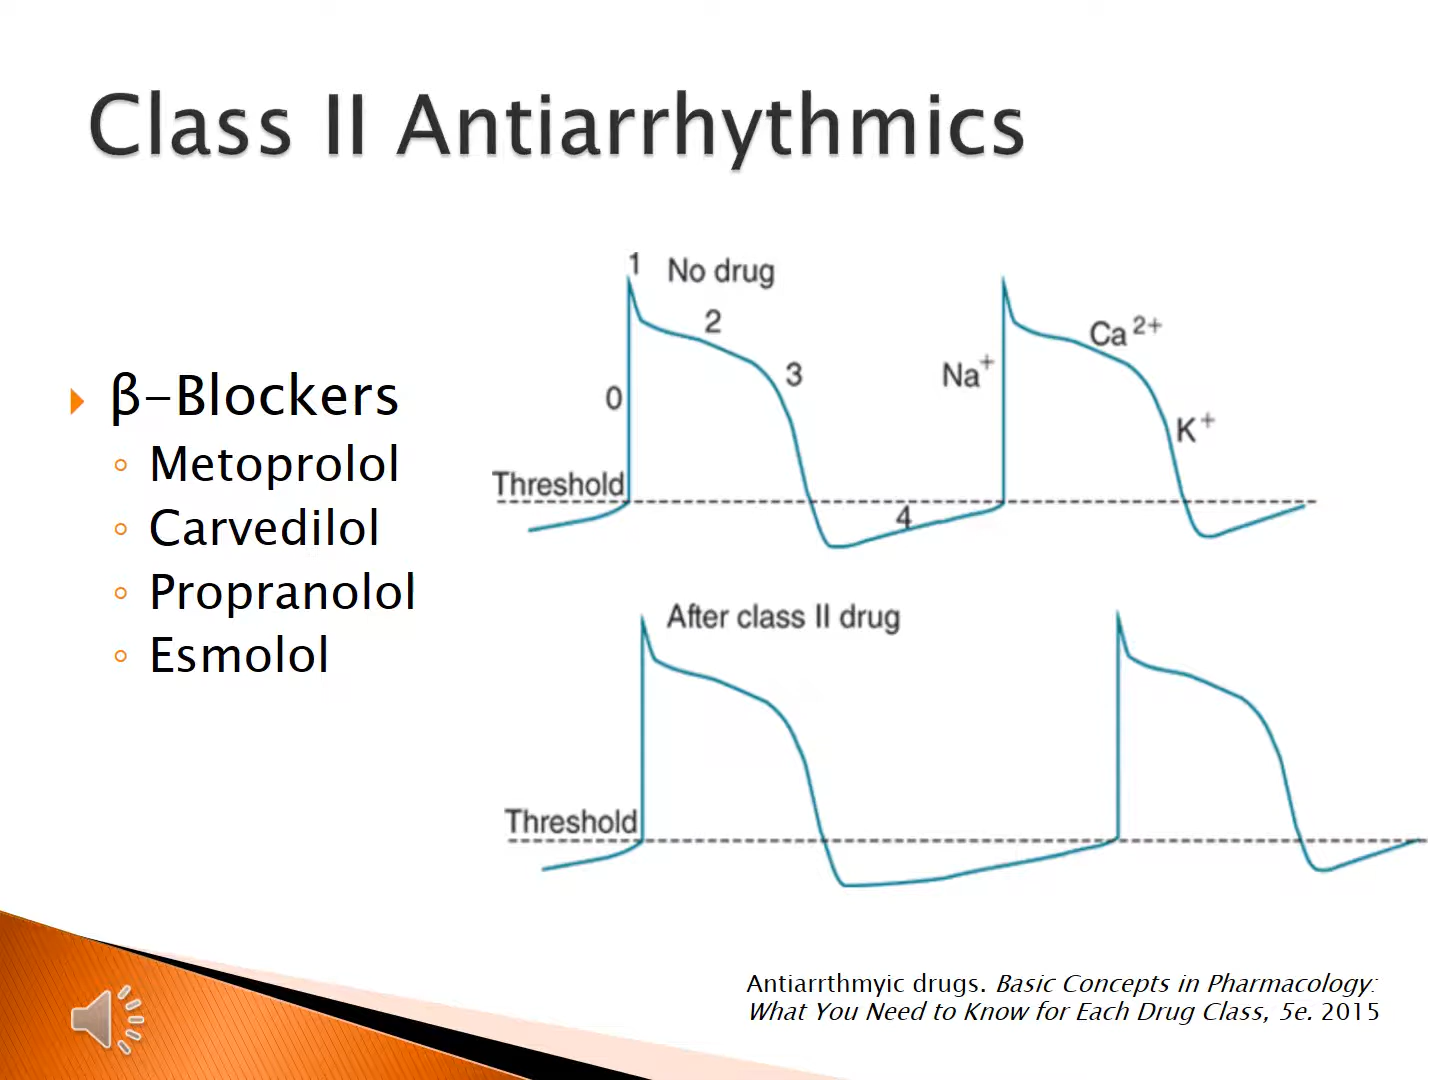 Class II Antiarrhythmics
β-Blockers
Metoprolol
Carvedilol
Propranolol
Esmolol
1 No drug
2
3
0
Threshold
4
Na+
Ca 2+
K+
After class II drug
Threshold
Antiarrthmyic drugs. Basic Concepts in Pharmacology:
What You Need to Know for Each Drug Class, 5e. 2015